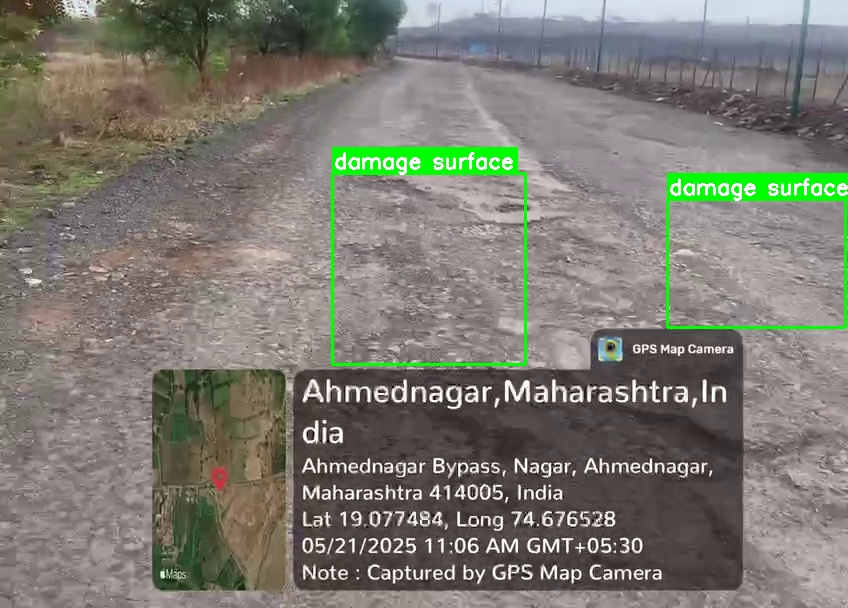 damage surface
damage surface
GPS Map Camera
Ahmednagar,Maharashtra,In
dia
Ahmednagar Bypass, Nagar, Ahmednagar,
Maharashtra 414005, India
Lat 19.077484, Long 74.676528
05/21/2025 11:06 AM GMT+05:30
Note : Captured by GPS Map Camera
Maps